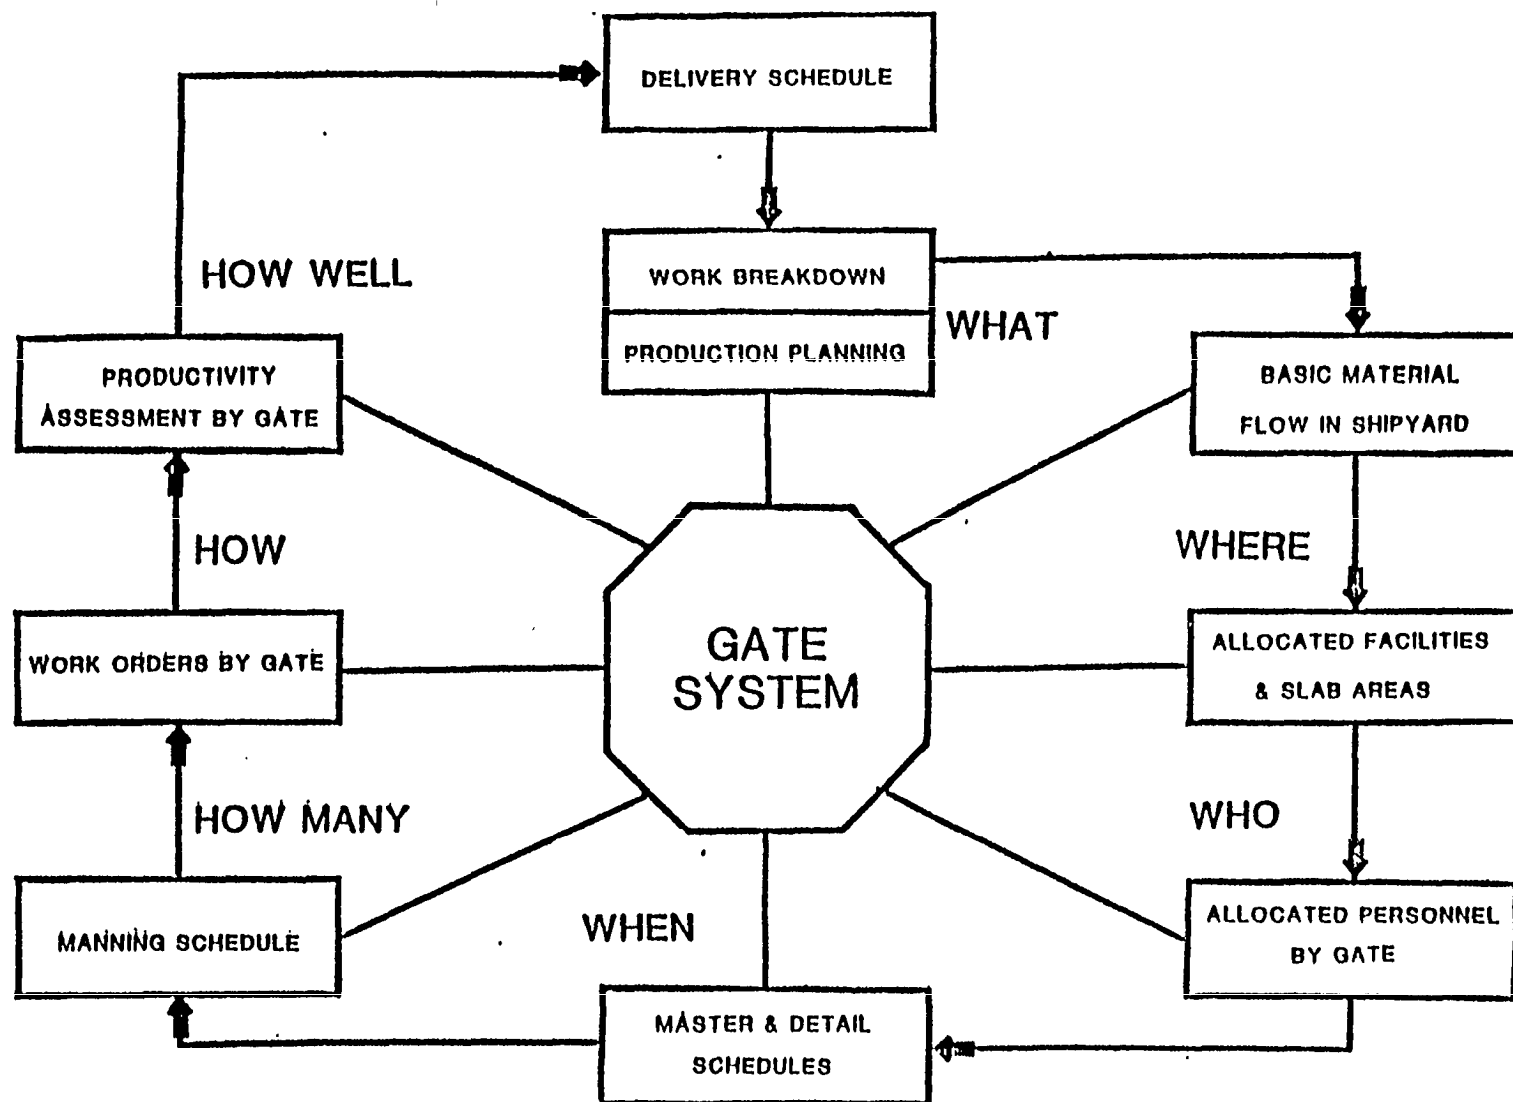 DELIVERY SCHEDULE
WORK BREAKDOWN
PRODUCTION PLANNING
WHAT
BASIC MATERIAL
FLOW IN SHIPYARD
WHERE
ALLOCATED FACILITIES
& SLAB AREAS
WHO
ALLOCATED PERSONNEL
BY GATE
WHEN
MASTER & DETAIL
SCHEDULES
MANNING SCHEDULE
HOW MANY
WORK ORDERS BY GATE
HOW
PRODUCTIVITY
ASSESSMENT BY GATE
HOW WELL
GATE
SYSTEM